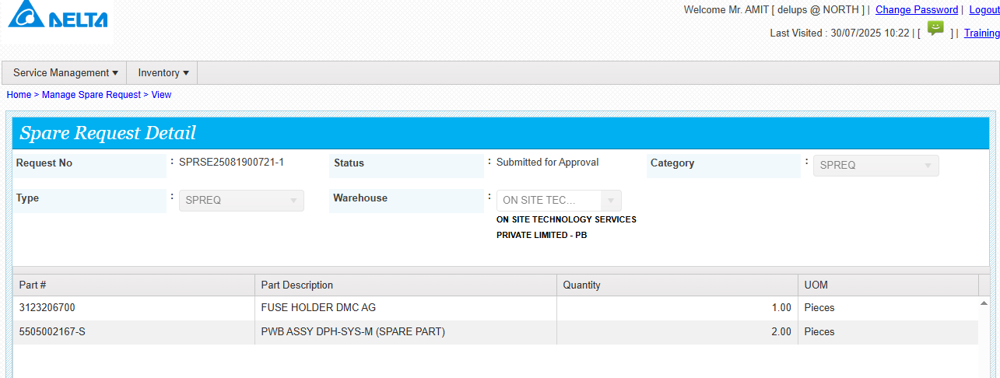 DELTA
Welcome Mr. AMIT [ delups @ NORTH ] | Change Password | Logout
Last Visited : 30/07/2025 10:22 | [ ] | Training
Service Management Inventory
Home > Manage Spare Request > View
Spare Request Detail
Request No : SPRSE25081900721-1 Status : Submitted for Approval Category : SPREQ
Type : SPREQ Warehouse : ON SITE TEC...
ON SITE TECHNOLOGY SERVICES
PRIVATE LIMITED - PB
Part # Part Description Quantity UOM
3123206700 FUSE HOLDER DMC AG 1.00 Pieces
5505002167-S PWB ASSY DPH-SYS-M (SPARE PART) 2.00 Pieces